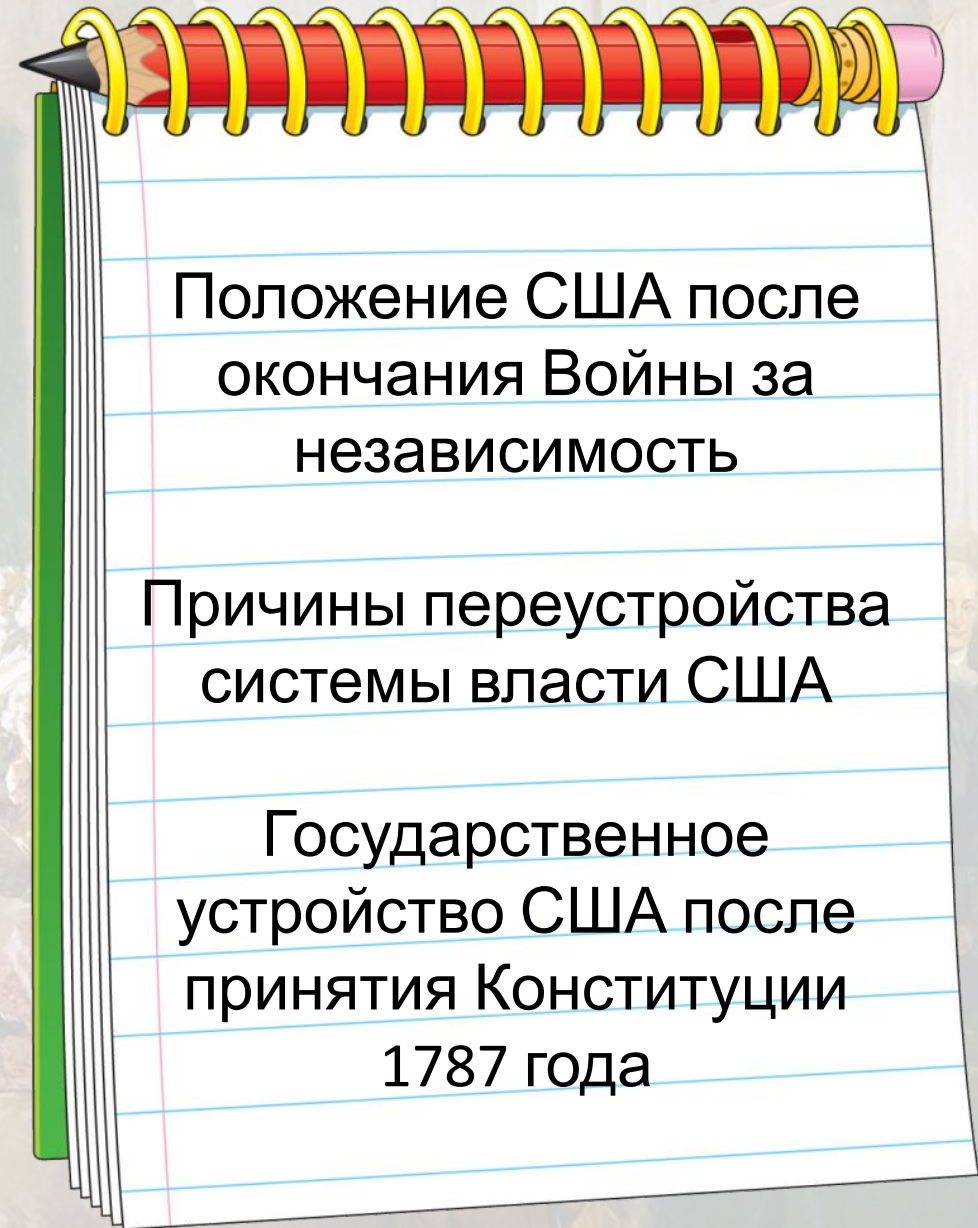 Положение США после
окончания Войны за
независимость
Причины переустройства
системы власти США
Государственное
устройство США после
принятия Конституции
1787 года